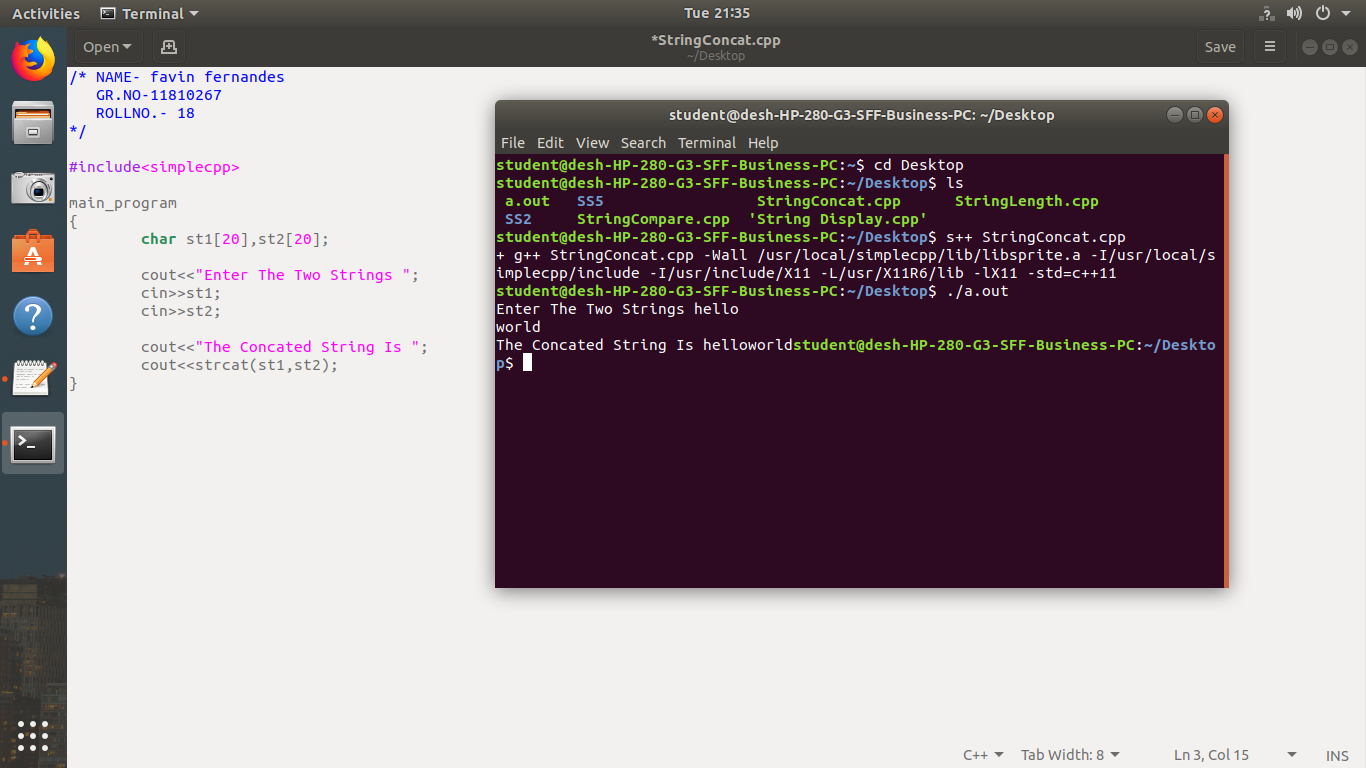 Activities Terminal Tue 21:35
Open *StringConcat.cpp Save
~/Desktop
/* NAME- favin fernandes
GR.NO-11810267
ROLLNO.- 18
*/
#include<simplecpp>
main_program
{
char st1[20],st2[20];
cout<<"Enter The Two Strings ";
cin>>st1;
cin>>st2;
cout<<"The Concated String Is ";
cout<<strcat(st1,st2);
}
student@desh-HP-280-G3-SFF-Business-PC: ~/Desktop
File Edit View Search Terminal Help
student@desh-HP-280-G3-SFF-Business-PC:~$ cd Desktop
student@desh-HP-280-G3-SFF-Business-PC:~/Desktop$ ls
a.out SS5 StringConcat.cpp StringLength.cpp
SS2 StringCompare.cpp 'String Display.cpp'
student@desh-HP-280-G3-SFF-Business-PC:~/Desktop$ s++ StringConcat.cpp
+ g++ StringConcat.cpp -Wall /usr/local/simplecpp/lib/libsprite.a -I/usr/local/s
implecpp/include -I/usr/include/X11 -L/usr/X11R6/lib -lX11 -std=c++11
student@desh-HP-280-G3-SFF-Business-PC:~/Desktop$ ./a.out
Enter The Two Strings hello
world
The Concated String Is helloworldstudent@desh-HP-280-G3-SFF-Business-PC:~/Deskto
p$
C++ Tab Width: 8 Ln 3, Col 15 INS